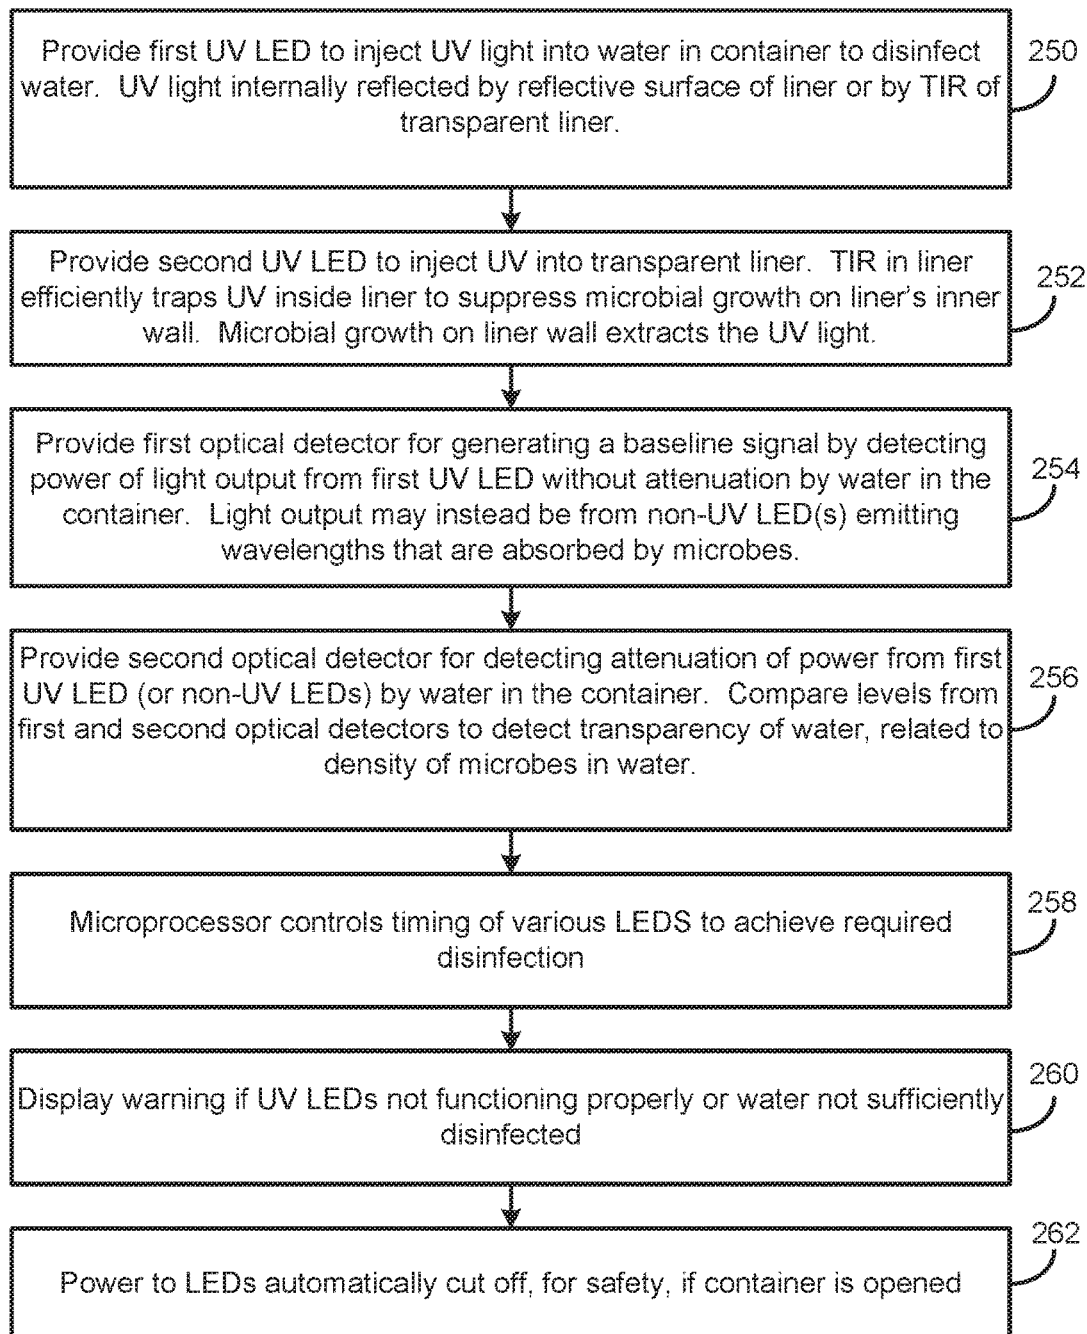 Provide first UV LED to inject UV light into water in container to disinfect
water. UV light internally reflected by reflective surface of liner or by TIR of
transparent liner.
250
Provide second UV LED to inject UV into transparent liner. TIR in liner
efficiently traps UV inside liner to suppress microbial growth on liner's inner
wall. Microbial growth on liner wall extracts the UV light.
252
Provide first optical detector for generating a baseline signal by detecting
power of light output from first UV LED without attenuation by water in the
container. Light output may instead be from non-UV LED(s) emitting
wavelengths that are absorbed by microbes.
254
Provide second optical detector for detecting attenuation of power from first
UV LED (or non-UV LEDs) by water in the container. Compare levels from
first and second optical detectors to detect transparency of water, related to
density of microbes in water.
256
Microprocessor controls timing of various LEDS to achieve required
disinfection
258
Display warning if UV LEDs not functioning properly or water not sufficiently
disinfected
260
Power to LEDs automatically cut off, for safety, if container is opened
262